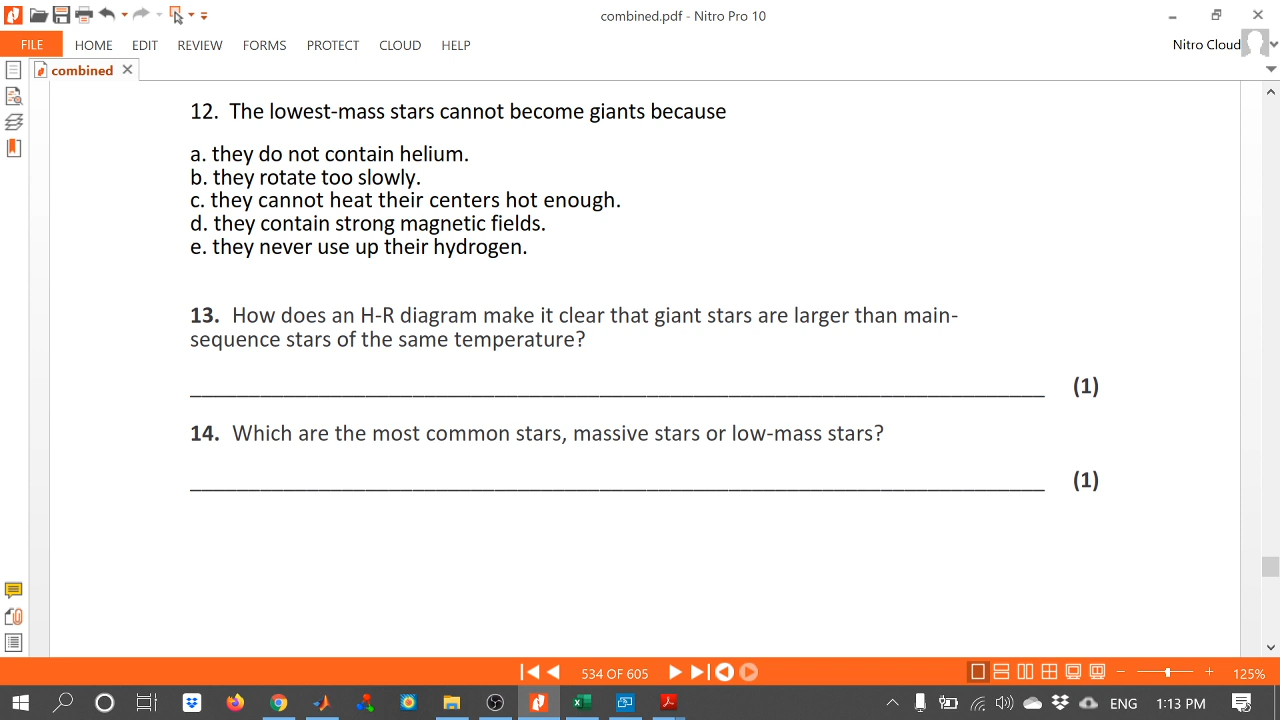 combined.pdf - Nitro Pro 10
FILE HOME EDIT REVIEW FORMS PROTECT CLOUD HELP
Nitro Cloud
combined
12. The lowest-mass stars cannot become giants because
a. they do not contain helium.
b. they rotate too slowly.
c. they cannot heat their centers hot enough.
d. they contain strong magnetic fields.
e. they never use up their hydrogen.
13. How does an H-R diagram make it clear that giant stars are larger than main-
sequence stars of the same temperature?
(1)
14. Which are the most common stars, massive stars or low-mass stars?
(1)
534 OF 605
125%
ENG 1:13 PM